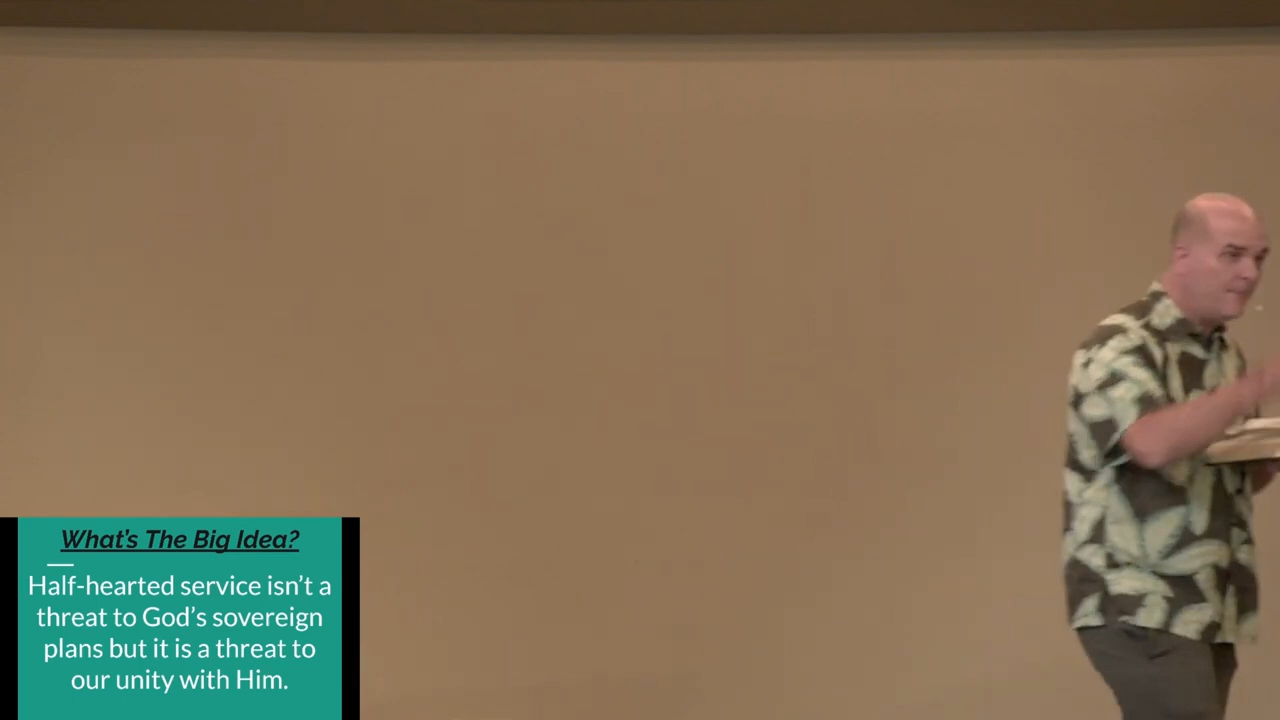 What's The Big Idea?
Half-hearted service isn't a
threat to God's sovereign
plans but it is a threat to
our unity with Him.